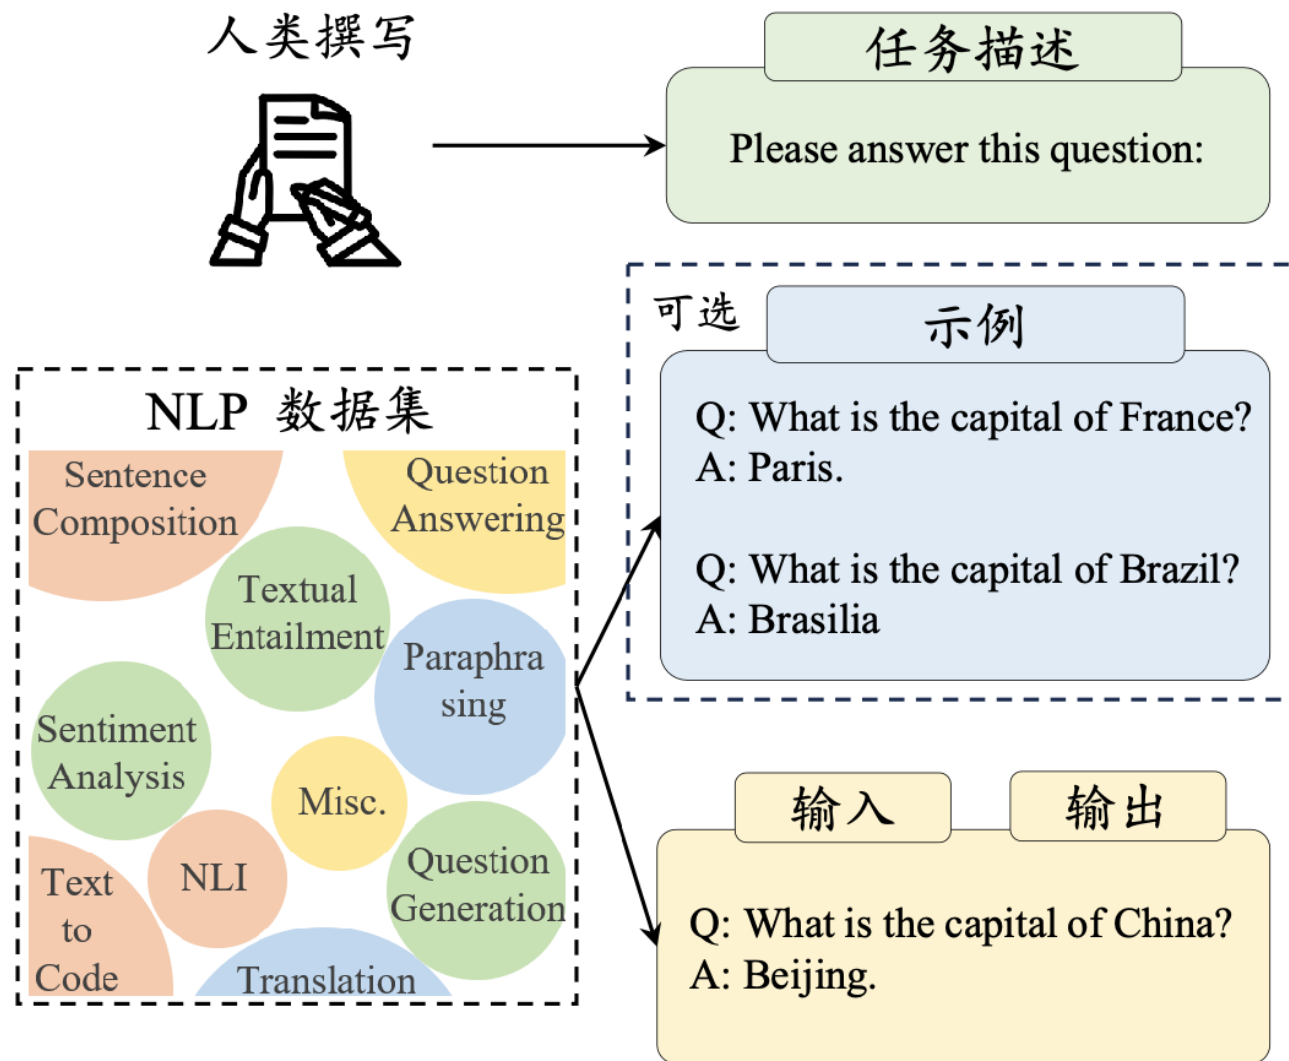 人类撰写
任务描述
Please answer this question:
可选
示例
Q: What is the capital of France?
A: Paris.
Q: What is the capital of Brazil?
A: Brasilia
NLP 数据集
Sentence
Composition
Question
Answering
Textual
Entailment
Paraphra
sing
Sentiment
Analysis
Misc.
NLI
Question
Generation
Text
to
Code
Translation
输入
输出
Q: What is the capital of China?
A: Beijing.